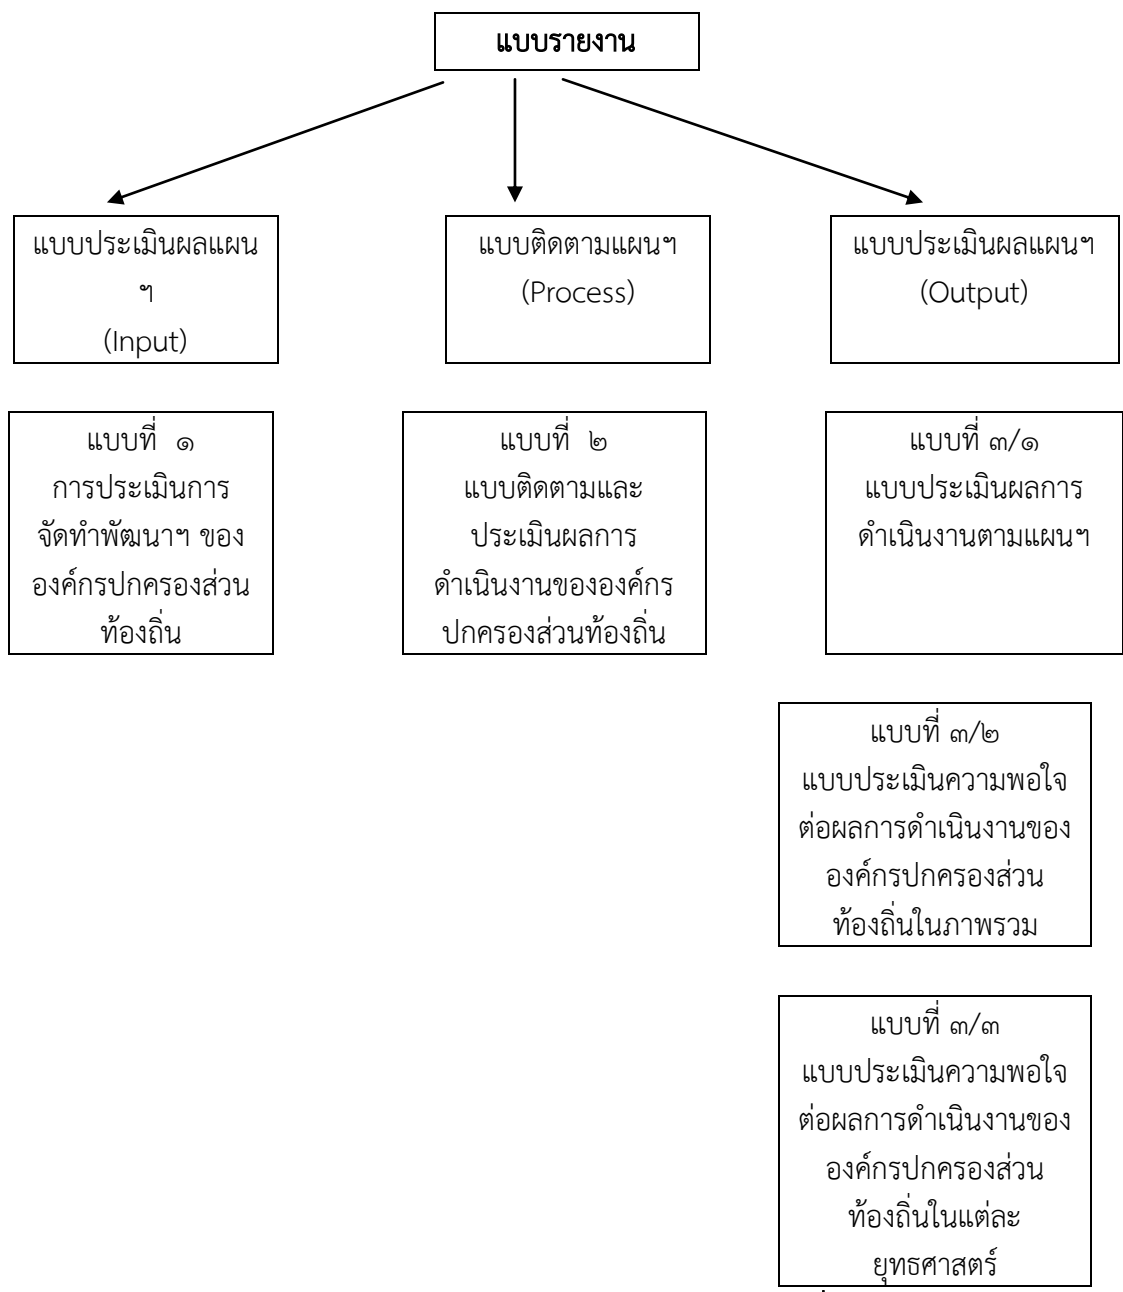 แบบรายงาน
แบบประเมินผลแผน
ฯ
(Input)
แบบติดตามแผนฯ
(Process)
แบบประเมินผลแผนฯ
(Output)
แบบที่ ๑
การประเมินการ
จัดทำพัฒนาฯ ของ
องค์กรปกครองส่วน
ท้องถิ่น
แบบที่ ๒
แบบติดตามและ
ประเมินผลการ
ดำเนินงานขององค์กร
ปกครองส่วนท้องถิ่น
แบบที่ ๓/๑
แบบประเมินผลการ
ดำเนินงานตามแผนฯ
แบบที่ ๓/๒
แบบประเมินความพอใจ
ต่อผลการดำเนินงานของ
องค์กรปกครองส่วน
ท้องถิ่นในภาพรวม
แบบที่ ๓/๓
แบบประเมินความพอใจ
ต่อผลการดำเนินงานของ
องค์กรปกครองส่วน
ท้องถิ่นในแต่ละ
ยุทธศาสตร์